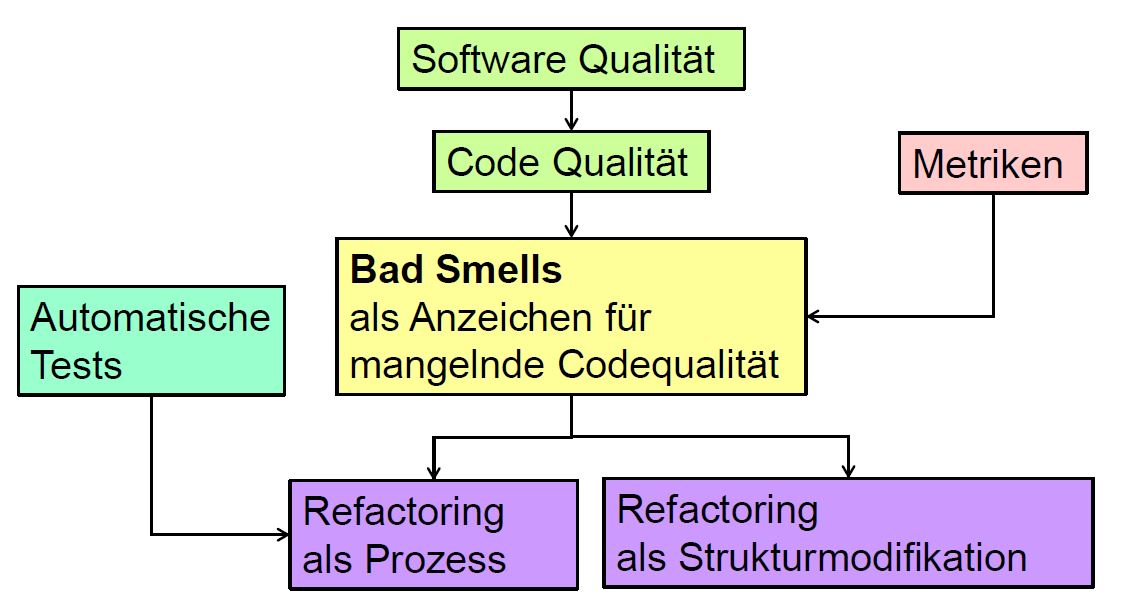 Software Qualität
Code Qualität
Metriken
Bad Smells
als Anzeichen für
mangelnde Codequalität
Automatische
Tests
Refactoring
als Prozess
Refactoring
als Strukturmodifikation